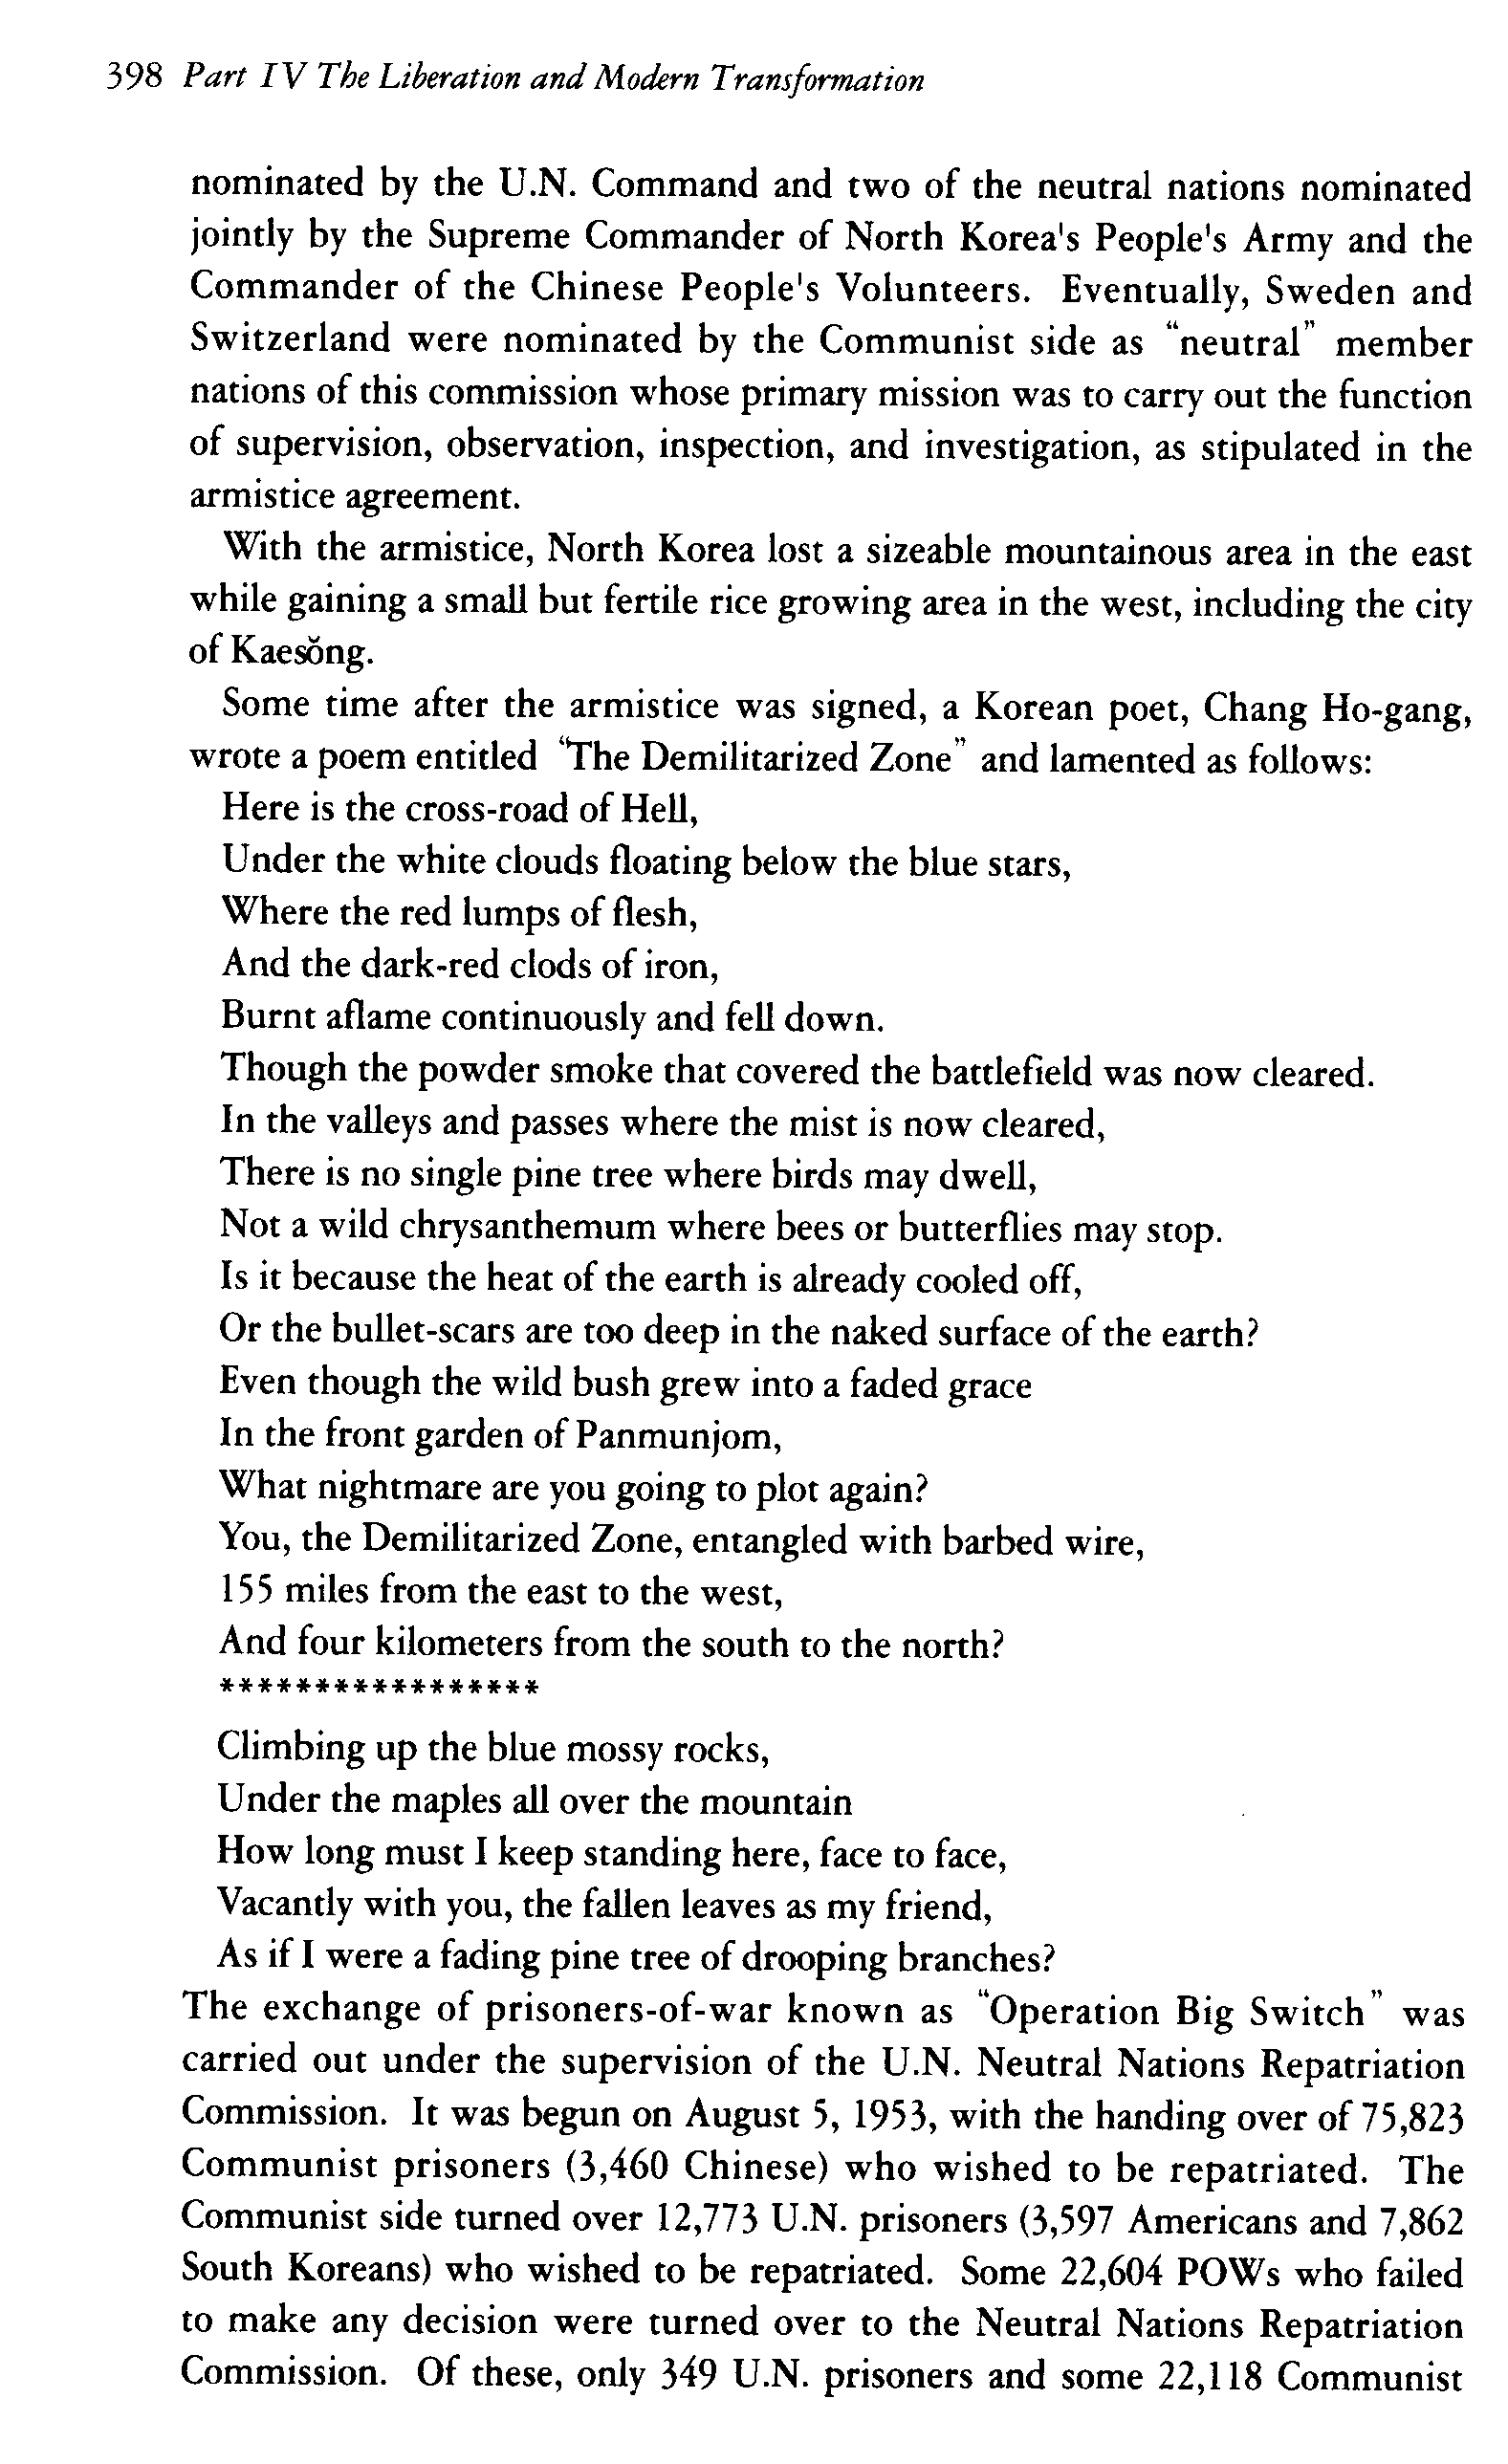 398 Part IV The Liberation and Modern Transformation
nominated by the U.N. Command and two of the neutral nations nominated
jointly by the Supreme Commander of North Korea's People's Army and the
Commander of the Chinese People's Volunteers. Eventually, Sweden and
Switzerland were nominated by the Communist side as "neutral" member
nations of this commission whose primary mission was to carry out the function
of supervision, observation, inspection, and investigation, as stipulated in the
armistice agreement.
With the armistice, North Korea lost a sizeable mountainous area in the east
while gaining a small but fertile rice growing area in the west, including the city
of Kaesŏng.
Some time after the armistice was signed, a Korean poet, Chang Ho-gang,
wrote a poem entitled "The Demilitarized Zone" and lamented as follows:
Here is the cross-road of Hell,
Under the white clouds floating below the blue stars,
Where the red lumps of flesh,
And the dark-red clods of iron,
Burnt aflame continuously and fell down.
Though the powder smoke that covered the battlefield was now cleared.
In the valleys and passes where the mist is now cleared,
There is no single pine tree where birds may dwell,
Not a wild chrysanthemum where bees or butterflies may stop.
Is it because the heat of the earth is already cooled off,
Or the bullet-scars are too deep in the naked surface of the earth?
Even though the wild bush grew into a faded grace
In the front garden of Panmunjom,
What nightmare are you going to plot again?
You, the Demilitarized Zone, entangled with barbed wire,
155 miles from the east to the west,
And four kilometers from the south to the north?
*****************
Climbing up the blue mossy rocks,
Under the maples all over the mountain
How long must I keep standing here, face to face,
Vacantly with you, the fallen leaves as my friend,
As if I were a fading pine tree of drooping branches?
The exchange of prisoners-of-war known as "Operation Big Switch" was
carried out under the supervision of the U.N. Neutral Nations Repatriation
Commission. It was begun on August 5, 1953, with the handing over of 75,823
Communist prisoners (3,460 Chinese) who wished to be repatriated. The
Communist side turned over 12,773 U.N. prisoners (3,597 Americans and 7,862
South Koreans) who wished to be repatriated. Some 22,604 POWs who failed
to make any decision were turned over to the Neutral Nations Repatriation
Commission. Of these, only 349 U.N. prisoners and some 22,118 Communist